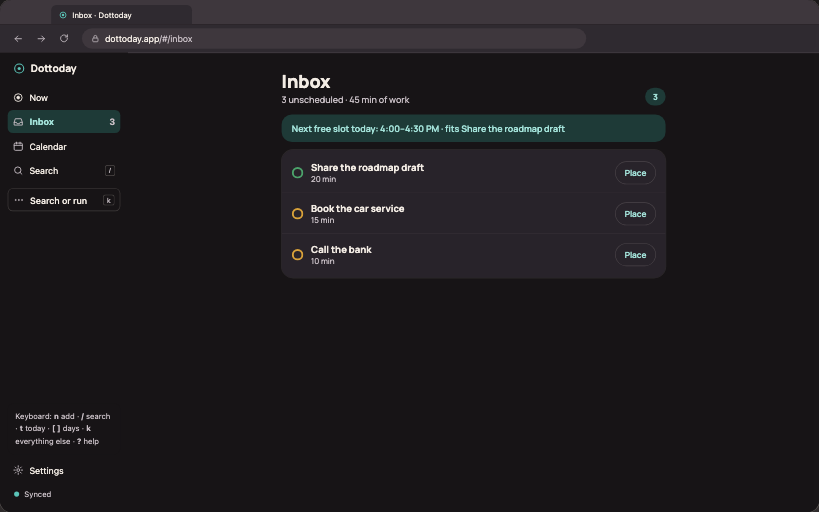 Inbox · Dottoday
dottoday.app/#/inbox
Dottoday
Now
Inbox 3
Calendar
Search /
Search or run k
Keyboard: n add · / search
· t today · [ ] days · k
everything else · ? help
Settings
Synced
Inbox
3 unscheduled · 45 min of work
3
Next free slot today: 4:00–4:30 PM · fits Share the roadmap draft
Share the roadmap draft
20 min
Place
Book the car service
15 min
Place
Call the bank
10 min
Place